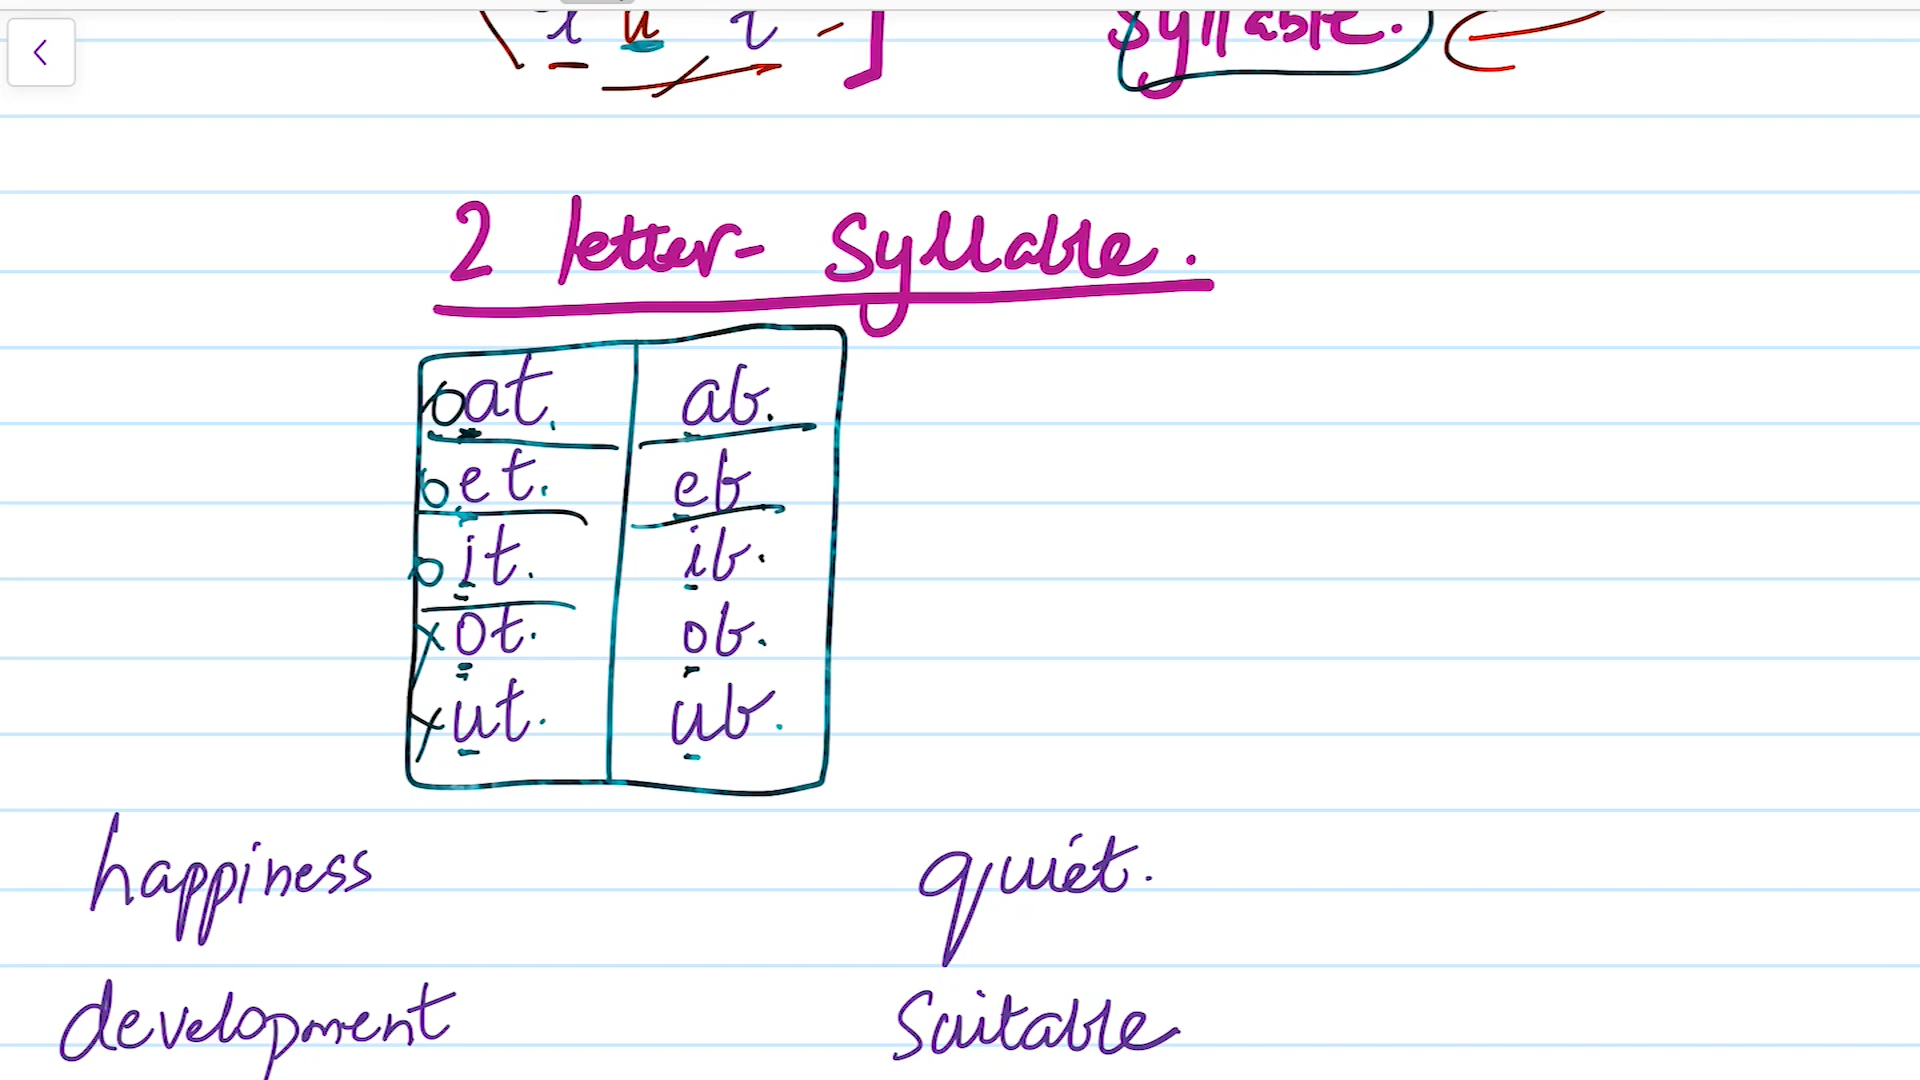 i u t - ] syllable.
2 letter- Syllable.
at. ab.
et. eb
it. ib.
ot. ob.
ut. ub.
happiness quiet.
development Suitable